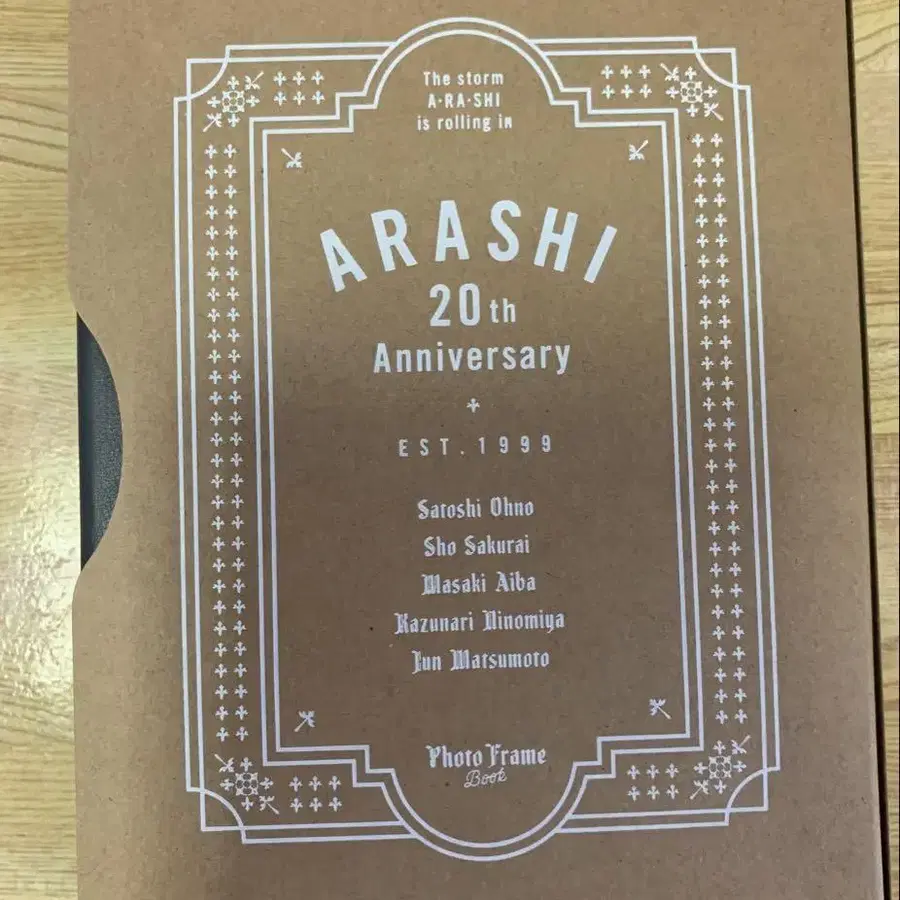 The storm
A·RA·SHI
is rolling in
ARASHI
20th
Anniversary
EST.1999
Satoshi Ohno
Sho Sakurai
Masaki Aiba
Kazunari Ninomiya
Jun Matsumoto
Photo Frame
Book